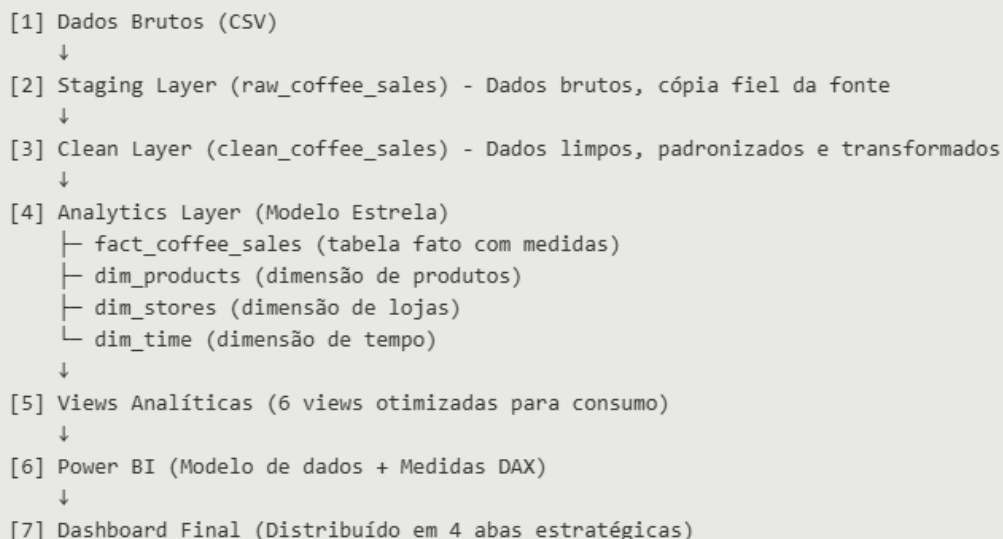 [1] Dados Brutos (CSV)
↓
[2] Staging Layer (raw_coffee_sales) - Dados brutos, cópia fiel da fonte
↓
[3] Clean Layer (clean_coffee_sales) - Dados limpos, padronizados e transformados
↓
[4] Analytics Layer (Modelo Estrela)
├─ fact_coffee_sales (tabela fato com medidas)
├─ dim_products (dimensão de produtos)
├─ dim_stores (dimensão de lojas)
└─ dim_time (dimensão de tempo)
↓
[5] Views Analíticas (6 views otimizadas para consumo)
↓
[6] Power BI (Modelo de dados + Medidas DAX)
↓
[7] Dashboard Final (Distribuído em 4 abas estratégicas)